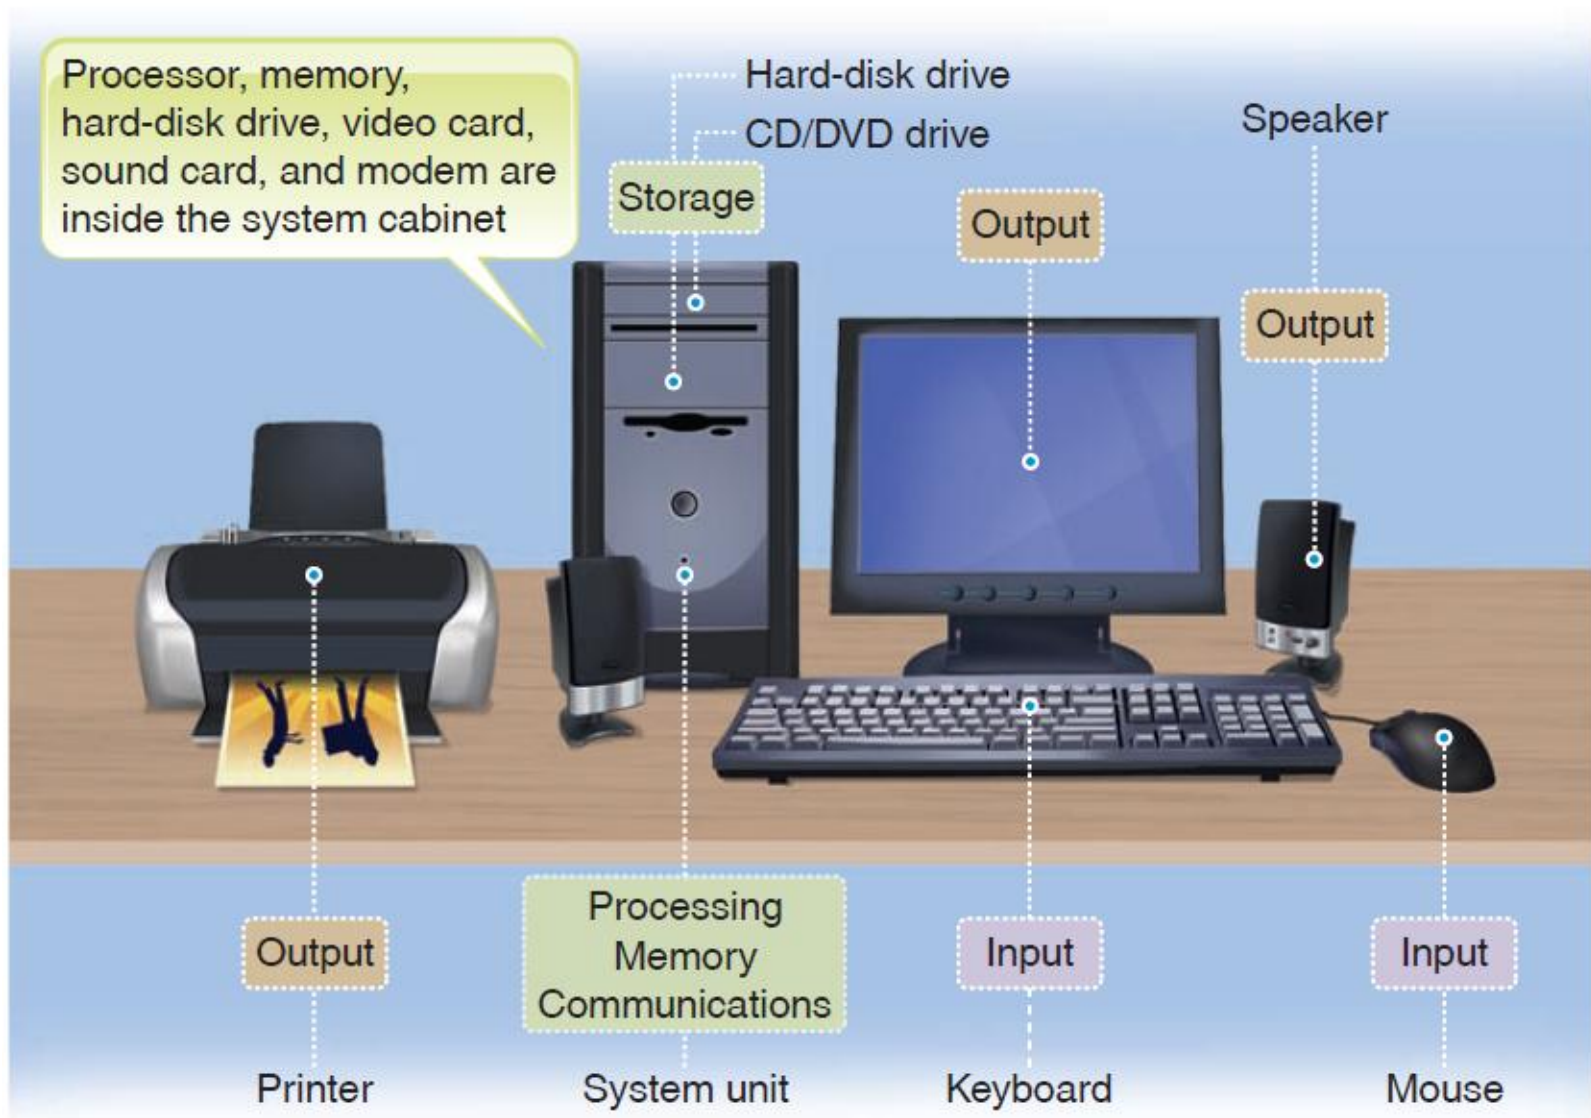 Processor, memory,
hard-disk drive, video card,
sound card, and modem are
inside the system cabinet
Hard-disk drive
CD/DVD drive
Storage
Output
Speaker
Output
Output
Printer
Processing
Memory
Communications
System unit
Input
Keyboard
Input
Mouse